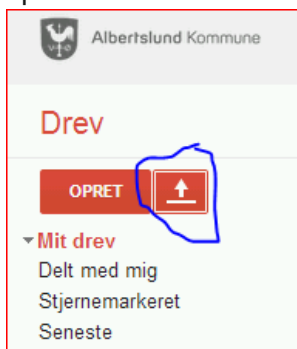 Albertslund Kommune
Drev
OPRET
Mit drev
Delt med mig
Stjernemarkeret
Seneste